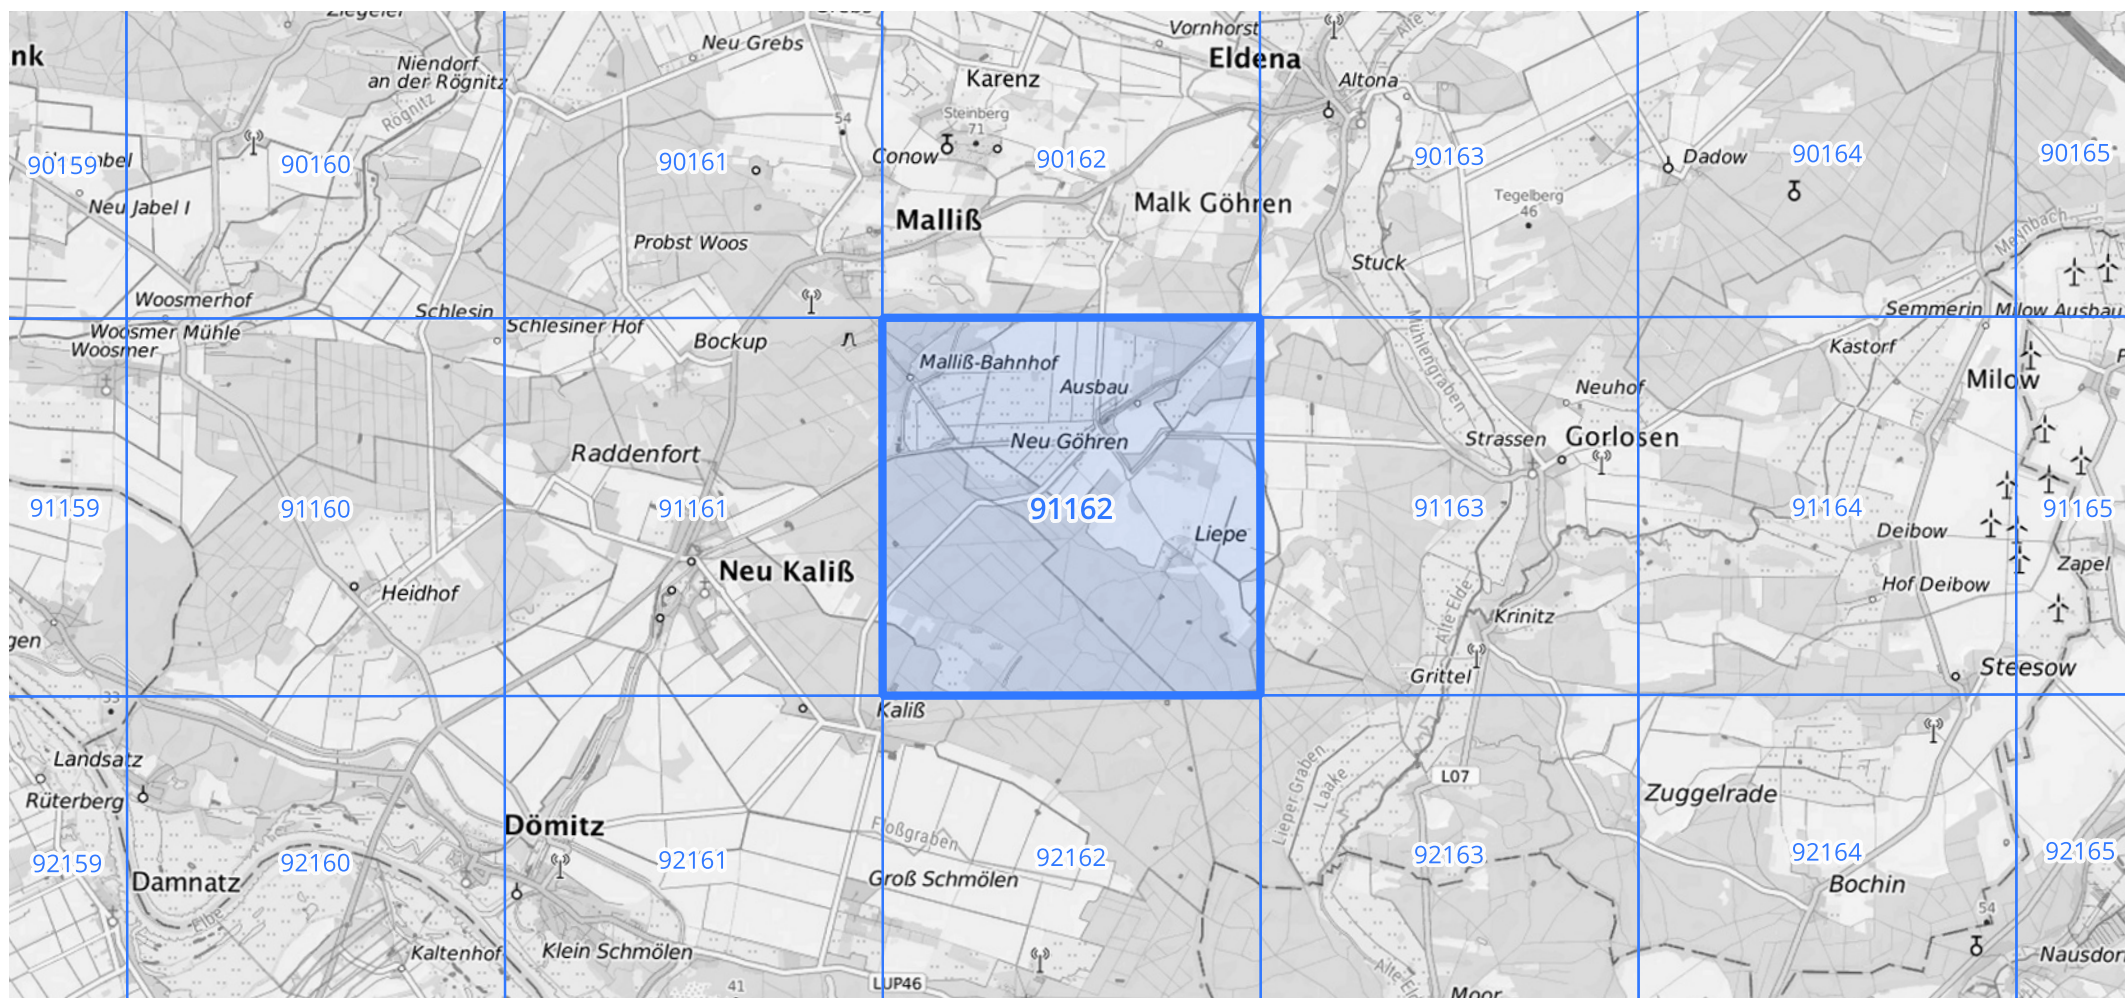 Ziegelei
Grebs
Vornhorst
Neu Grebs
nk
Niendorf
an der Rögnitz
Eldena
Karenz
Altona
Rögnitz
Steinberg
71
54
Conow
90159
90160
90161
90162
90163
Dadow
90164
90165
Neu Jabel I
Malliß
Malk Göhren
Tegelberg
46
Probst Woos
Stuck
Meynbach
Woosmerhof
Schlesin
Semmerin
Milow Ausbau
Woosmer Mühle
Woosmer
Schlesiner Hof
Bockup
Malliß-Bahnhof
Ausbau
Mühlengraben
Kastorf
Neuhof
Milow
Raddenfort
Neu Göhren
Strassen
Gorlosen
91159
91160
91161
91162
91163
91164
91165
Liepe
Deibow
Zapel
Neu Kaliß
Heidhof
Hof Deibow
Alte Elde
Krinitz
gen
Grittel
Steesow
33
Kaliß
Landsatz
Rüterberg
L07
Lieper Graben
Laake
Zuggelrade
Dömitz
Floßgraben
92159
92160
92161
92162
92163
92164
92165
Damnatz
Elbe
Groß Schmölen
Bochin
54
Kaltenhof
Klein Schmölen
LUP46
41
Moor
Nausdor